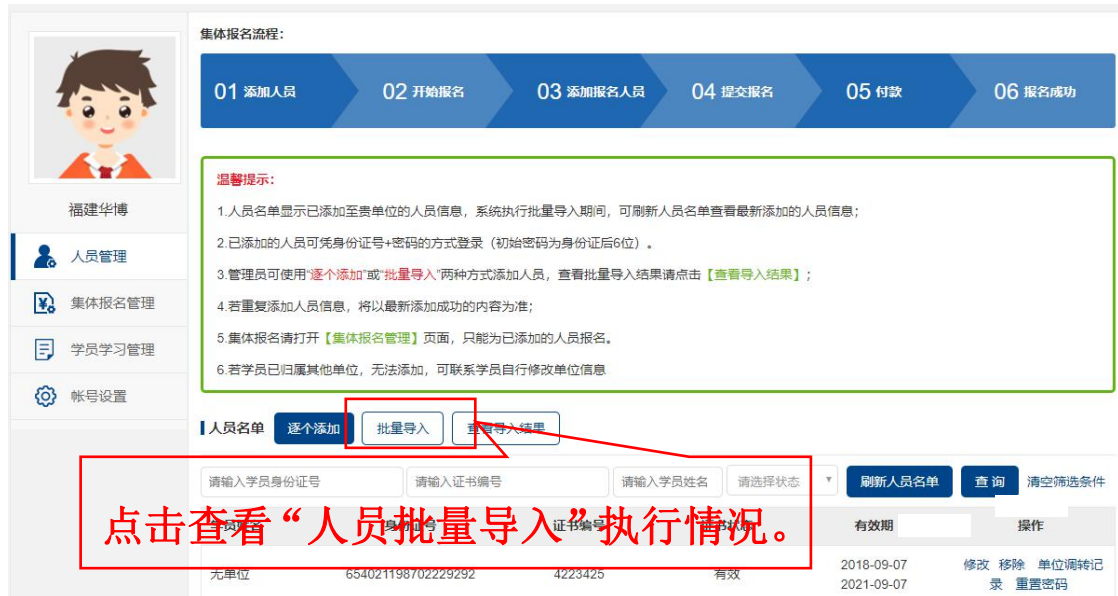 集体报名流程：
01 添加人员
02 开始报名
03 添加报名人员
04 提交报名
05 付款
06 报名成功
福建华博
人员管理
集体报名管理
学员学习管理
帐号设置
温馨提示：
1.人员名单显示已添加至贵单位的人员信息，系统执行批量导入期间，可刷新人员名单查看最新添加的人员信息；
2.已添加的人员可凭身份证号+密码的方式登录（初始密码为身份证后6位）。
3.管理员可使用“逐个添加”或“批量导入”两种方式添加人员，查看批量导入结果请点击【查看导入结果】；
4.若重复添加人员信息，将以最新添加成功的内容为准；
5.集体报名请打开【集体报名管理】页面，只能为已添加的人员报名。
6.若学员已归属其他单位，无法添加，可联系学员自行修改单位信息
人员名单 逐个添加 批量导入 查看导入结果
请输入学员身份证号 请输入证书编号 请输入学员姓名 请选择状态 刷新人员名单 查询 清空筛选条件
点击查看“人员批量导入”执行情况。
学员姓名 身份证号 证书编号 证书状态 有效期 操作
无单位 654021198702229292 4223425 有效 2018-09-07 修改 移除 单位调转记
2021-09-07 录 重置密码